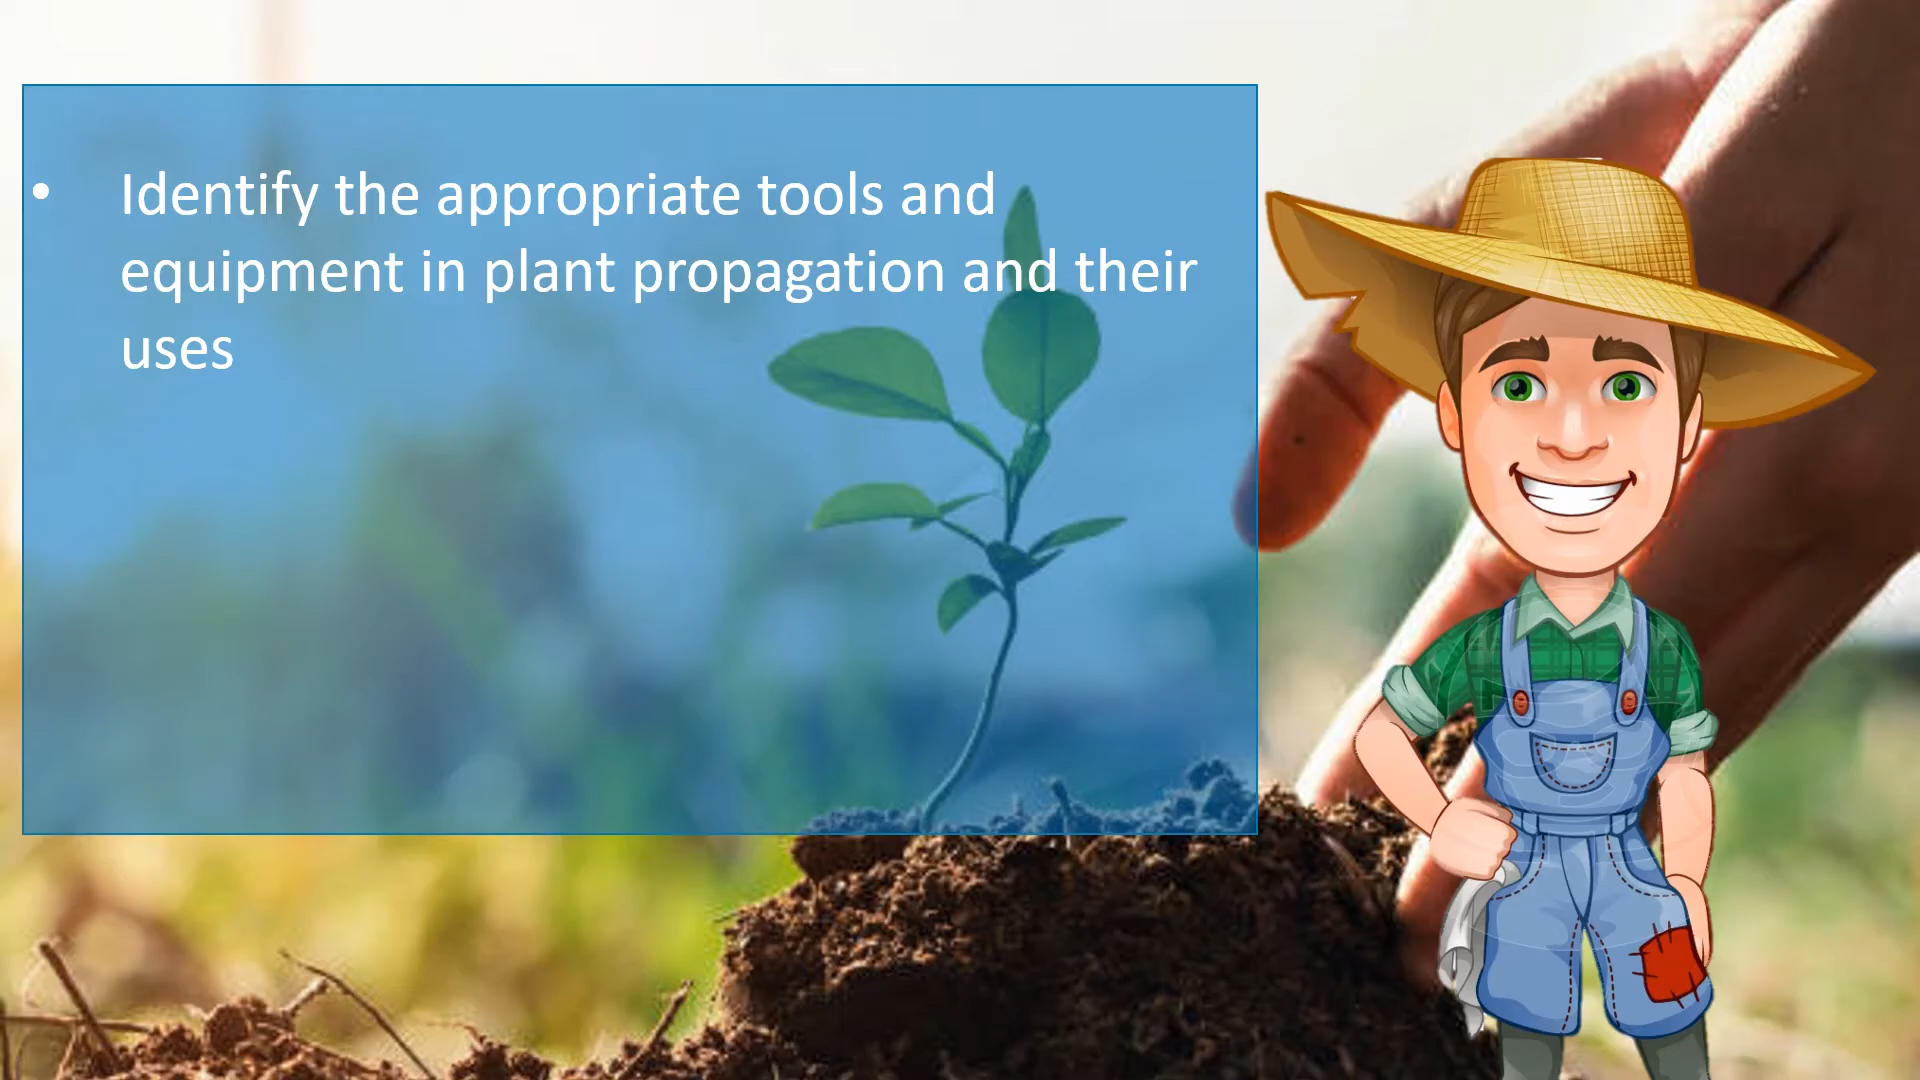 • Identify the appropriate tools and
equipment in plant propagation and their
uses